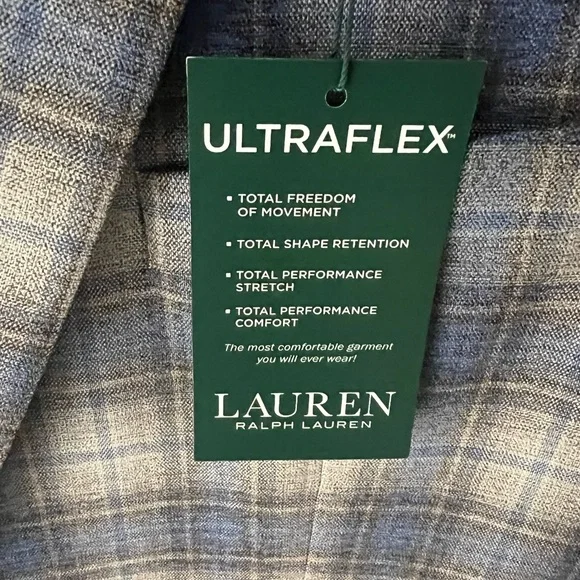 ULTRAFLEX™
▪ TOTAL FREEDOM
OF MOVEMENT
▪ TOTAL SHAPE RETENTION
▪ TOTAL PERFORMANCE
STRETCH
▪ TOTAL PERFORMANCE
COMFORT
The most comfortable garment
you will ever wear!
LAUREN
RALPH LAUREN